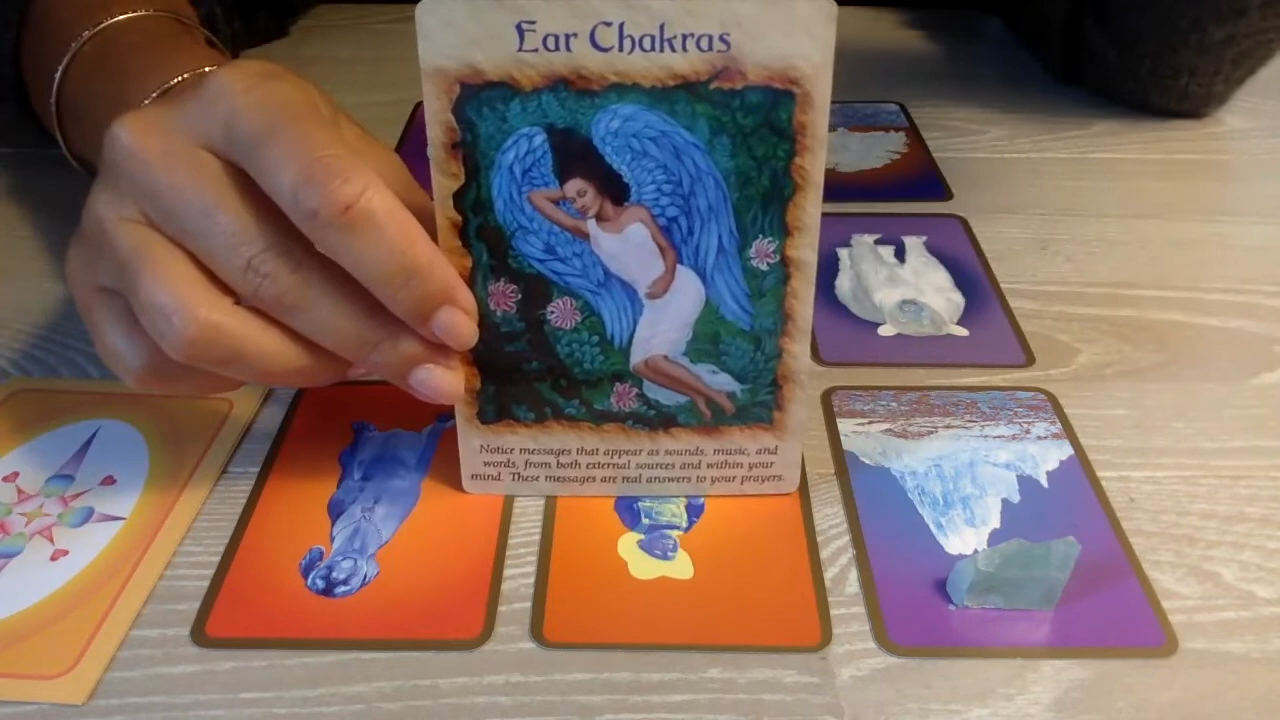 Ear Chakras
Notice messages that appear as sounds, music, and
words, from both external sources and within your
mind. These messages are real answers to your prayers.